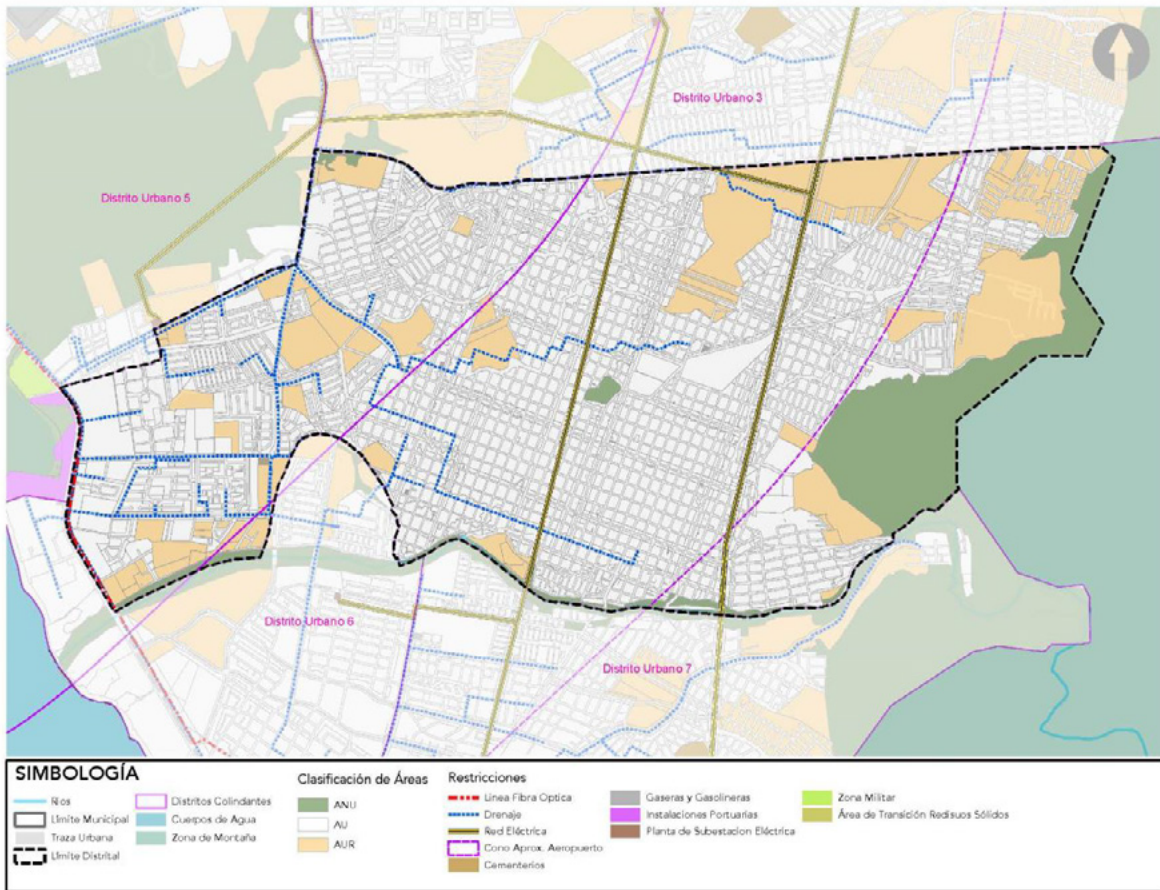 Distrito Urbano 3
Distrito Urbano 5
Distrito Urbano 6
Distrito Urbano 7
SIMBOLOGÍA
Ríos
Límite Municipal
Traza Urbana
Límite Distrital
Distritos Colindantes
Cuerpos de Agua
Zona de Montaña
Clasificación de Áreas
ANU
AU
AUR
Restricciones
Linea Fibra Optica
Drenaje
Red Eléctrica
Cono Aprox. Aeropuerto
Cementerios
Gaseras y Gasolineras
Instalaciones Portuarias
Planta de Subestacion Eléctrica
Zona Militar
Área de Transición Redisuos Sólidos